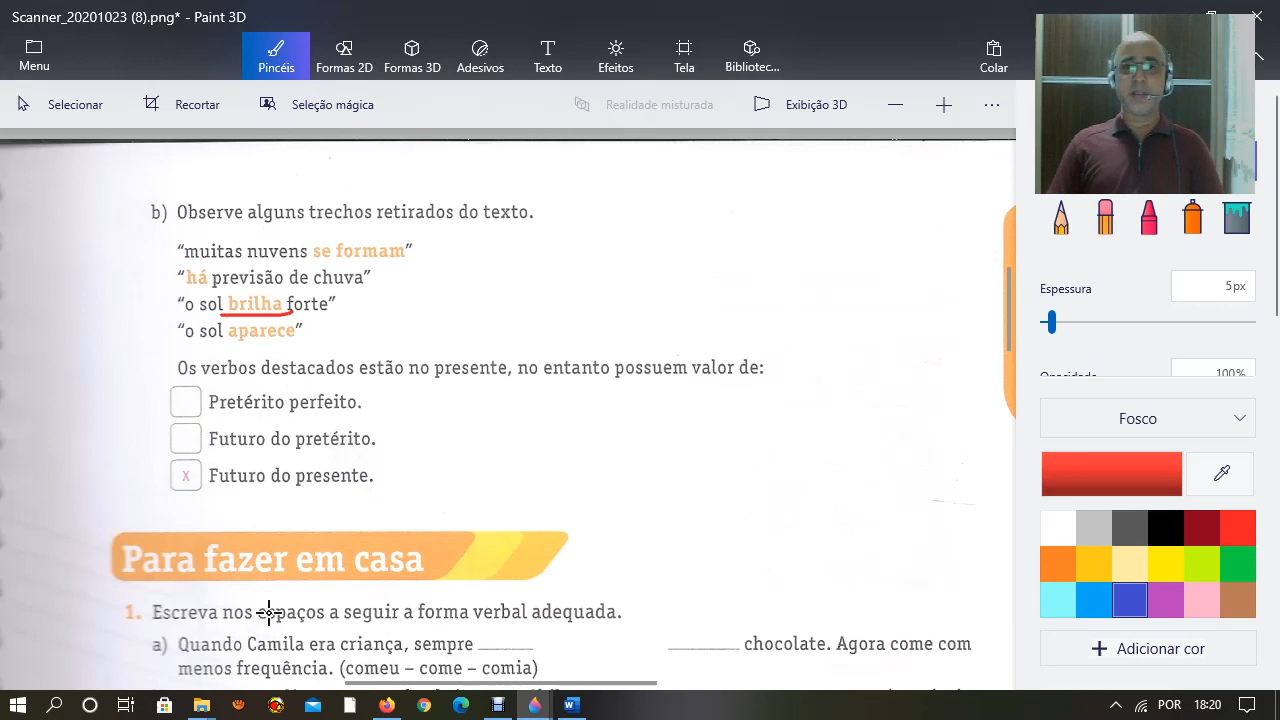 Scanner_20201023 (8).png* - Paint 3D
Menu
Pincéis
Formas 2D
Formas 3D
Adesivos
Texto
Efeitos
Tela
Bibliotec...
Colar
Selecionar
Recortar
Seleção mágica
Realidade misturada
Exibição 3D
b) Observe alguns trechos retirados do texto.
“muitas nuvens se formam”
“há previsão de chuva”
“o sol brilha forte”
“o sol aparece”
Os verbos destacados estão no presente, no entanto possuem valor de:
Pretérito perfeito.
Futuro do pretérito.
x Futuro do presente.
Para fazer em casa
1. Escreva nos espaços a seguir a forma verbal adequada.
a) Quando Camila era criança, sempre ______ ________ chocolate. Agora come com
menos frequência. (comeu – come – comia)
Espessura
5px
Opacidade
100%
Fosco
Adicionar cor
POR
18:20